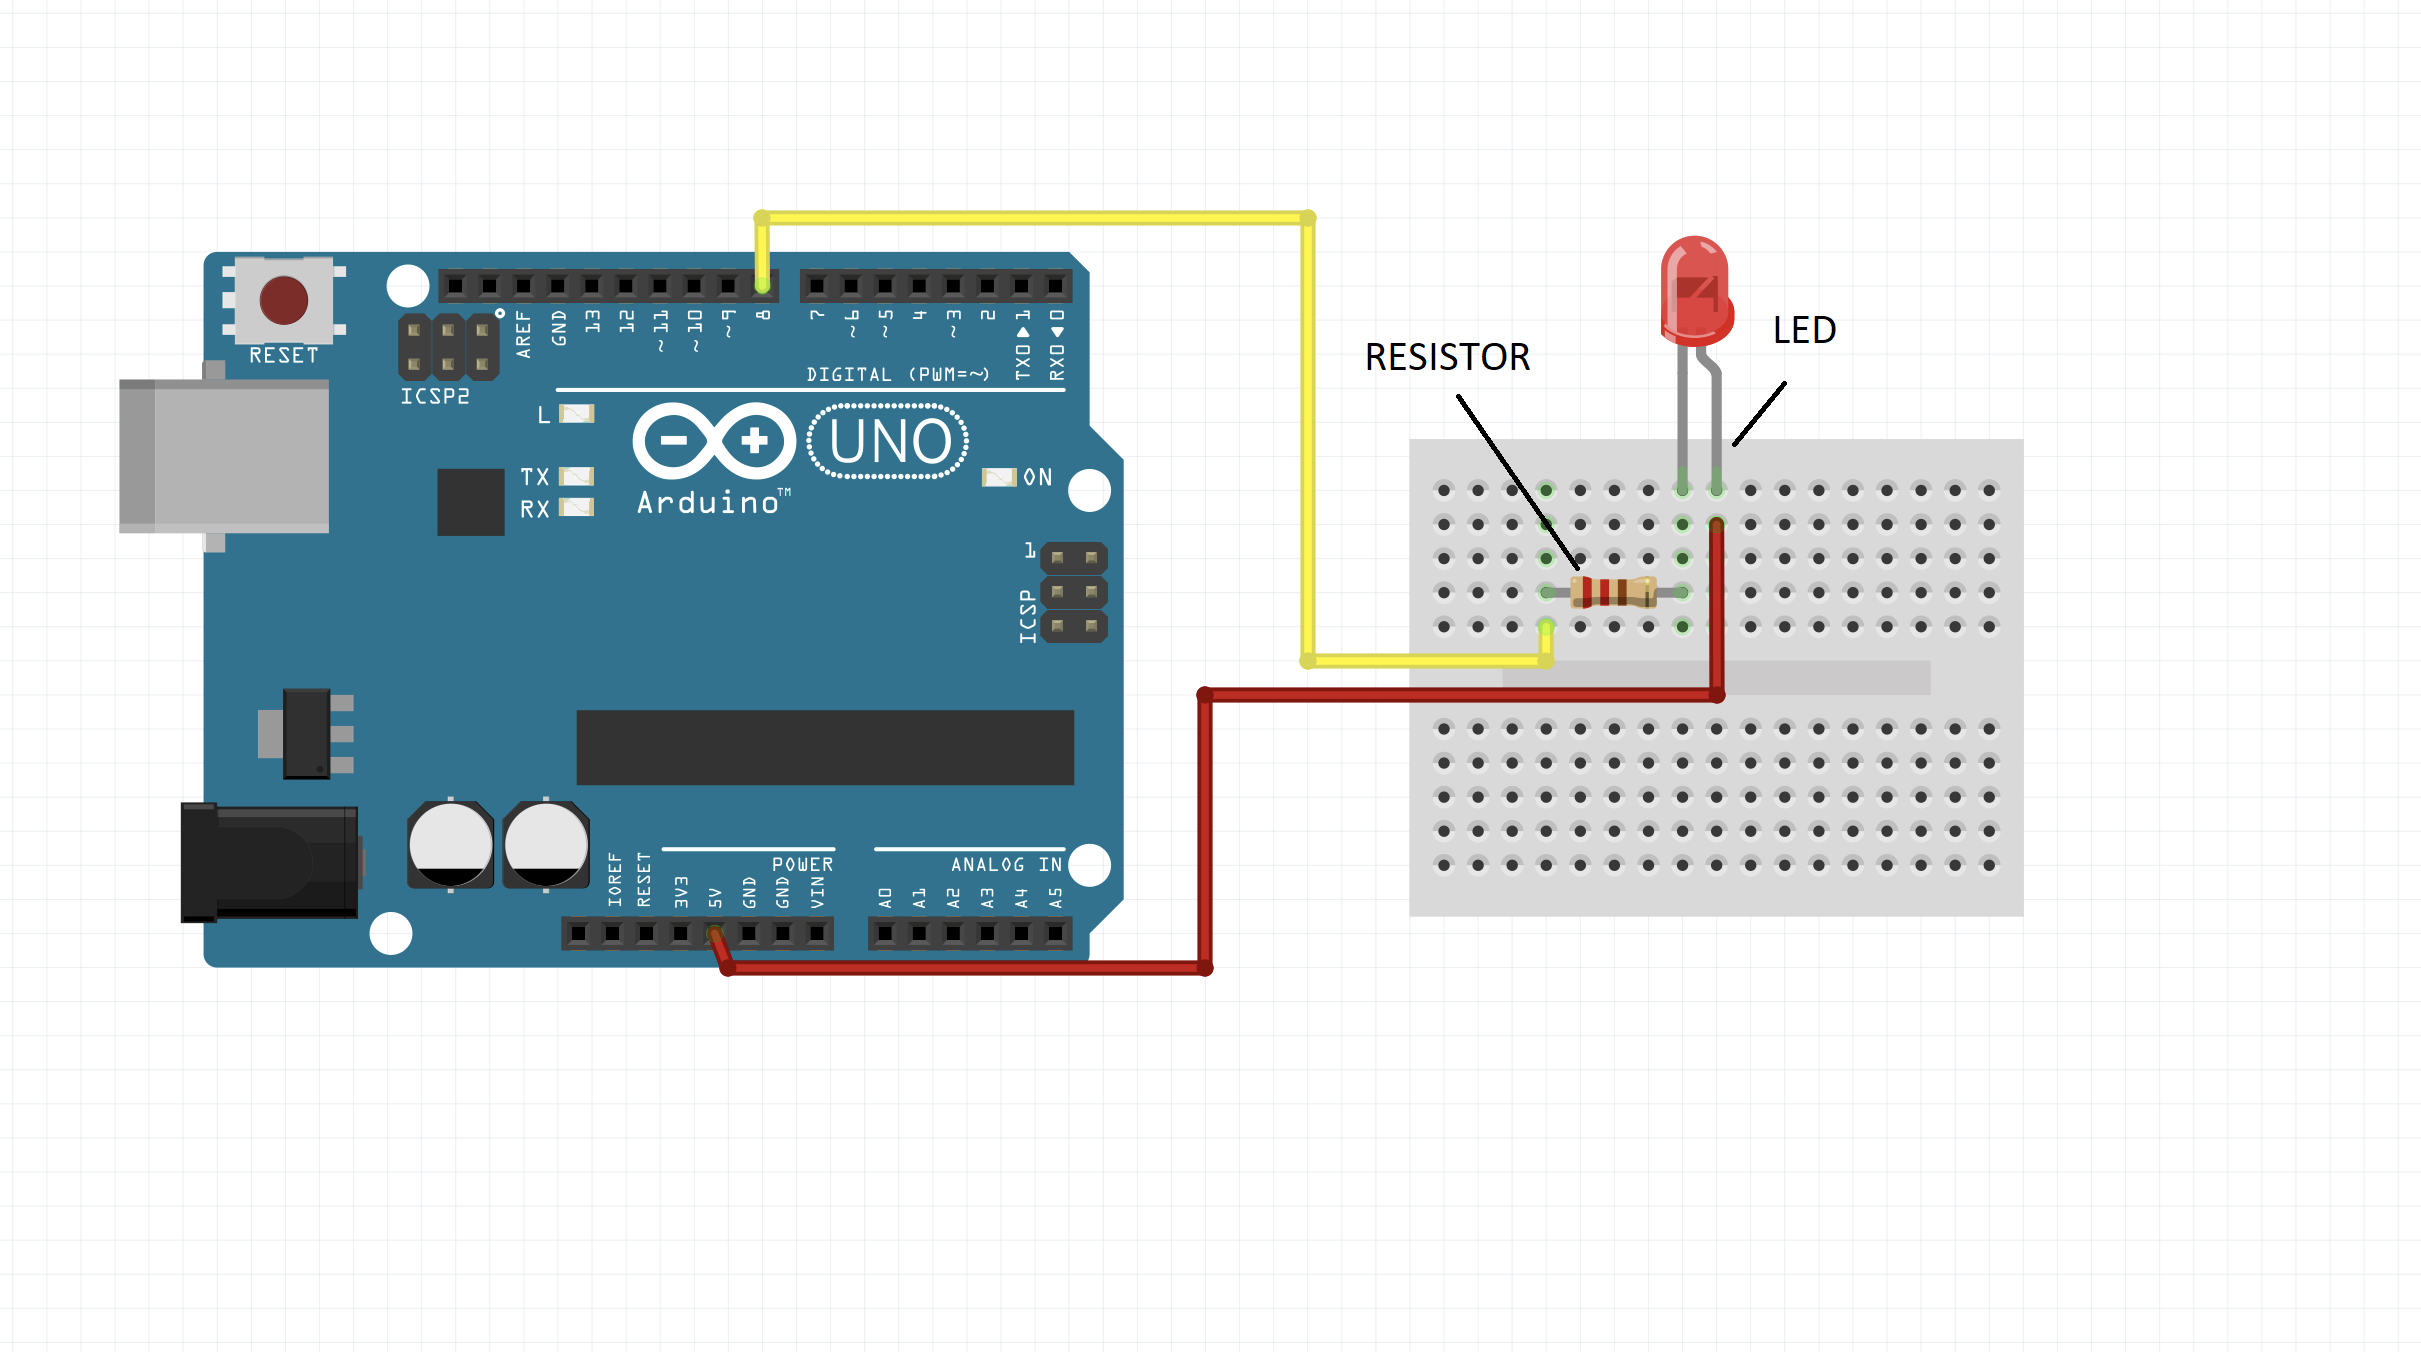 RESET
ICSP2
AREF
GND
13
12
~11
~10
~9
8
7
~6
~5
4
~3
2
TXO▶1
RXO◀0
DIGITAL (PWM=~)
L
TX
RX
UNO
ON
Arduino™
RESISTOR
LED
1
ICSP
POWER
ANALOG IN
IOREF
RESET
3V3
5V
GND
GND
VIN
A0
A1
A2
A3
A4
A5